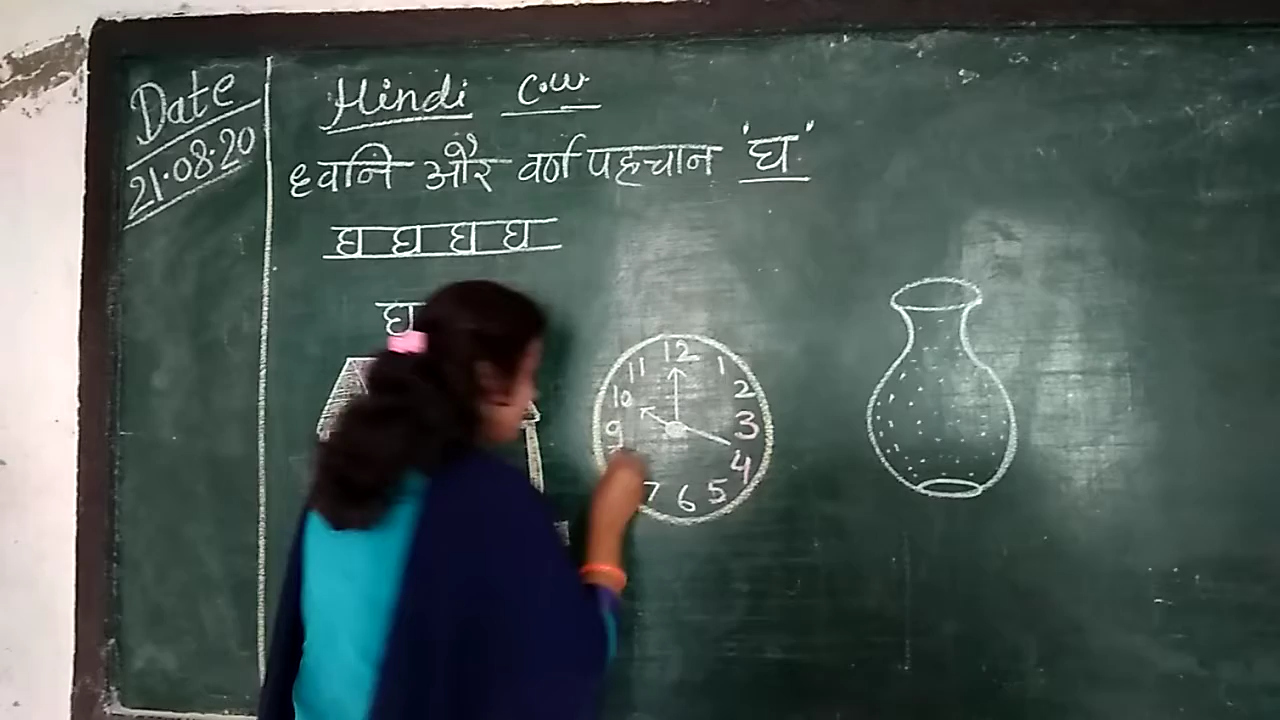 Date
21.08.20
Hindi C.W
ध्वनि और वर्ण पहचान 'घ'
घ घ घ घ
घ
12
11 1
10 2
9 3
4
7 6 5